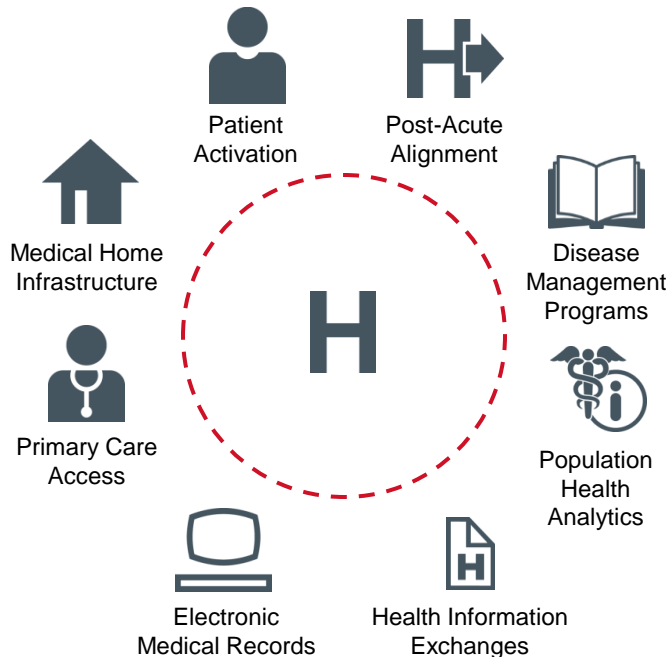 Patient
Activation
Post-Acute
Alignment
Medical Home
Infrastructure
Disease
Management
Programs
H
Primary Care
Access
Population
Health
Analytics
H
Electronic
Medical Records
Health Information
Exchanges